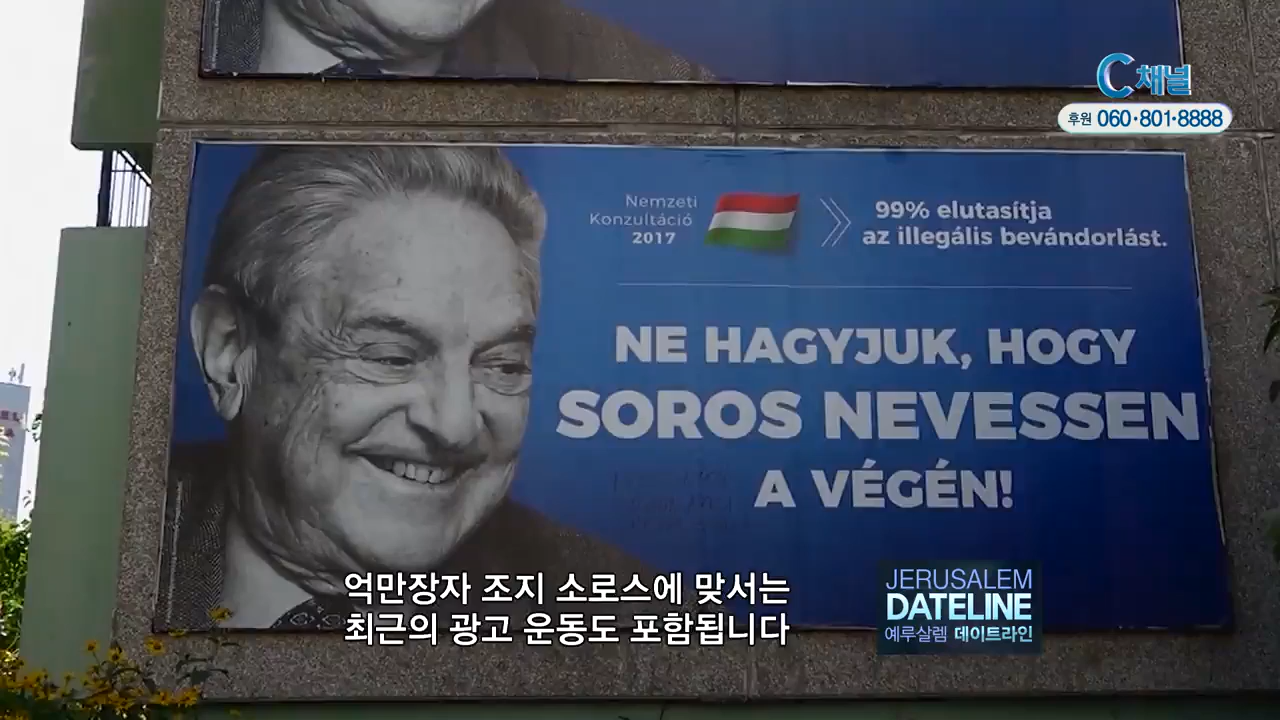 C채널
후원 060·801·8888
Nemzeti
Konzultáció
2017
99% elutasítja
az illegális bevándorlást.
NE HAGYJUK, HOGY
SOROS NEVESSEN
A VÉGÉN!
억만장자 조지 소로스에 맞서는
최근의 광고 운동도 포함됩니다
JERUSALEM
DATELINE
예루살렘 데이트라인